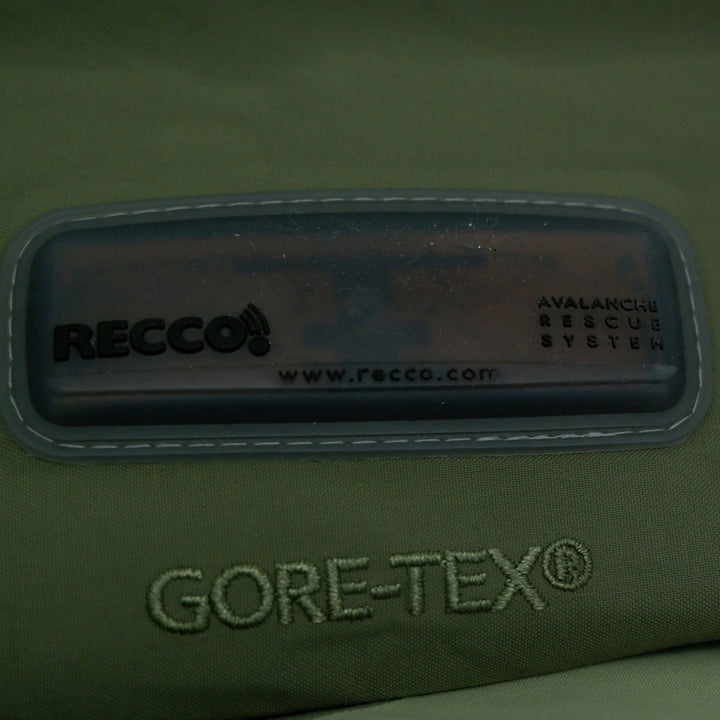 RECCO
AVALANCHE
RESCUE
SYSTEM
www.recco.com
GORE-TEX®